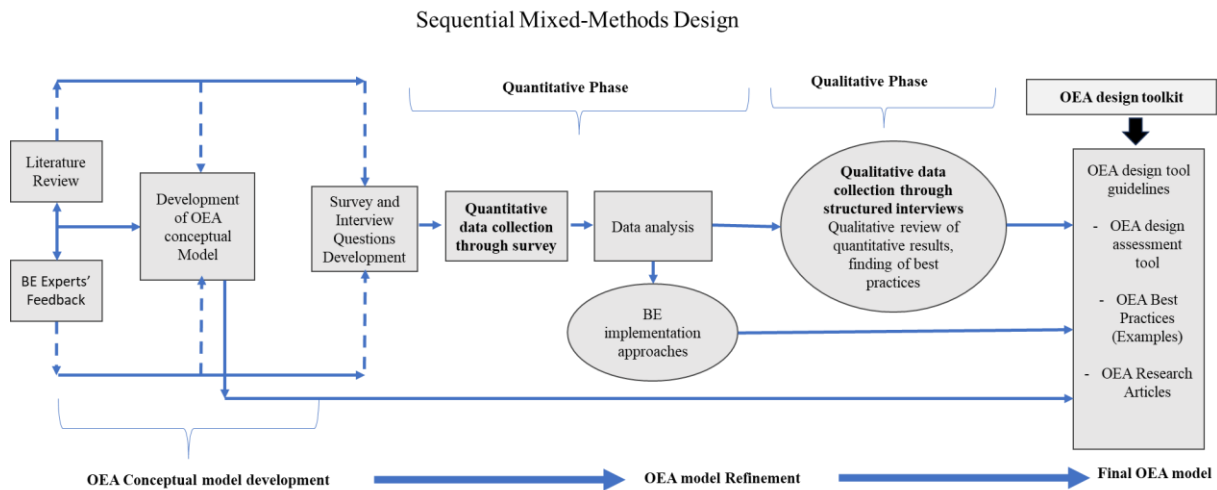 Sequential Mixed-Methods Design
Quantitative Phase
Qualitative Phase
OEA design toolkit
Literature
Review
BE Experts'
Feedback
Development
of OEA
conceptual
Model
Survey and
Interview
Questions
Development
Quantitative
data collection
through survey
Data analysis
BE
implementation
approaches
Qualitative data
collection through
structured interviews
Qualitative review of
quantitative results,
finding of best
practices
OEA design tool
guidelines
- OEA design
assessment
tool
- OEA Best
Practices
(Examples)
- OEA Research
Articles
OEA Conceptual model development
OEA model Refinement
Final OEA model